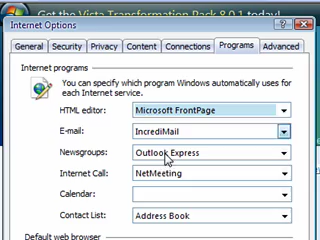 Get the Vista Transformation Pack 8.0.1 today!
Internet Options
General Security Privacy Content Connections Programs Advanced
Internet programs
You can specify which program Windows automatically uses for
each Internet service.
HTML editor: Microsoft FrontPage
E-mail: IncrediMail
Newsgroups: Outlook Express
Internet Call: NetMeeting
Calendar:
Contact List: Address Book
Default web browser